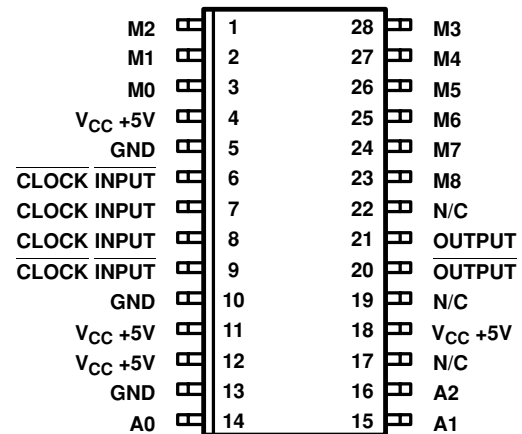 M2 1 28 M3
M1 2 27 M4
M0 3 26 M5
VCC +5V 4 25 M6
GND 5 24 M7
CLOCK INPUT 6 23 M8
CLOCK INPUT 7 22 N/C
CLOCK INPUT 8 21 OUTPUT
CLOCK INPUT 9 20 OUTPUT
GND 10 19 N/C
VCC +5V 11 18 VCC +5V
VCC +5V 12 17 N/C
GND 13 16 A2
A0 14 15 A1